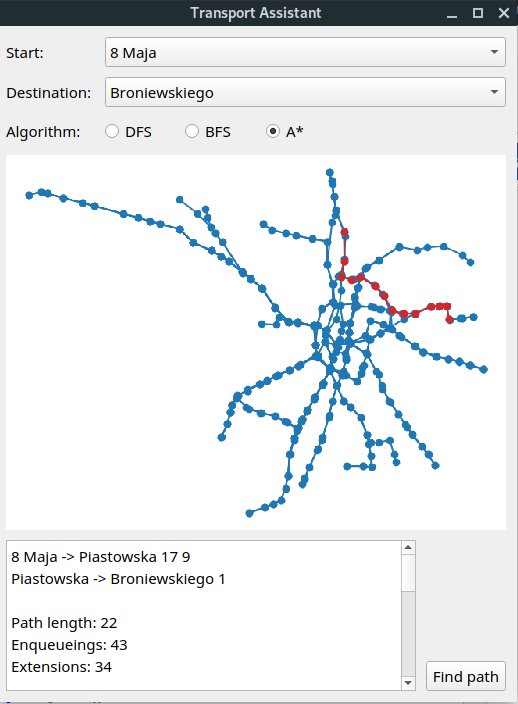 Transport Assistant
Start: 8 Maja
Destination: Broniewskiego
Algorithm: DFS BFS A*
8 Maja -> Piastowska 17 9
Piastowska -> Broniewskiego 1
Path length: 22
Enqueueings: 43
Extensions: 34
Find path